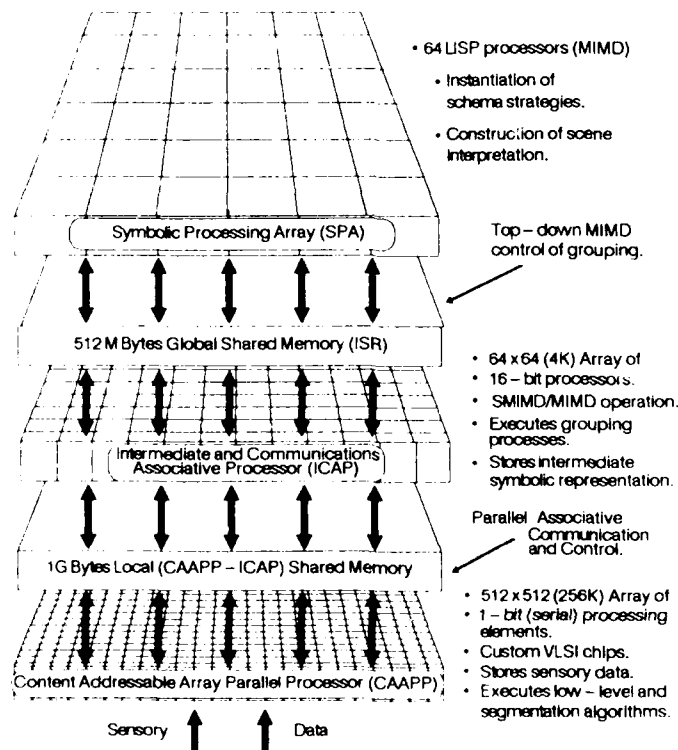 • 64 LISP processors (MIMD)
• Instantiation of
schema strategies.
• Construction of scene
Interpretation.
Symbolic Processing Array (SPA)
Top – down MIMD
control of grouping.
512 M Bytes Global Shared Memory (ISR)
• 64 x 64 (4K) Array of
• 16 – bit processors.
• SMIMD/MIMD operation.
• Executes grouping
processes.
• Stores intermediate
symbolic representation.
Intermediate and Communications
Associative Processor (ICAP)
Parallel Associative
Communication
and Control.
1G Bytes Local (CAAPP – ICAP) Shared Memory
• 512 x 512 (256K) Array of
• 1 – bit (serial) processing
elements.
• Custom VLSI chips.
• Stores sensory data.
• Executes low – level and
segmentation algorithms.
Content Addressable Array Parallel Processor (CAAPP)
Sensory Data